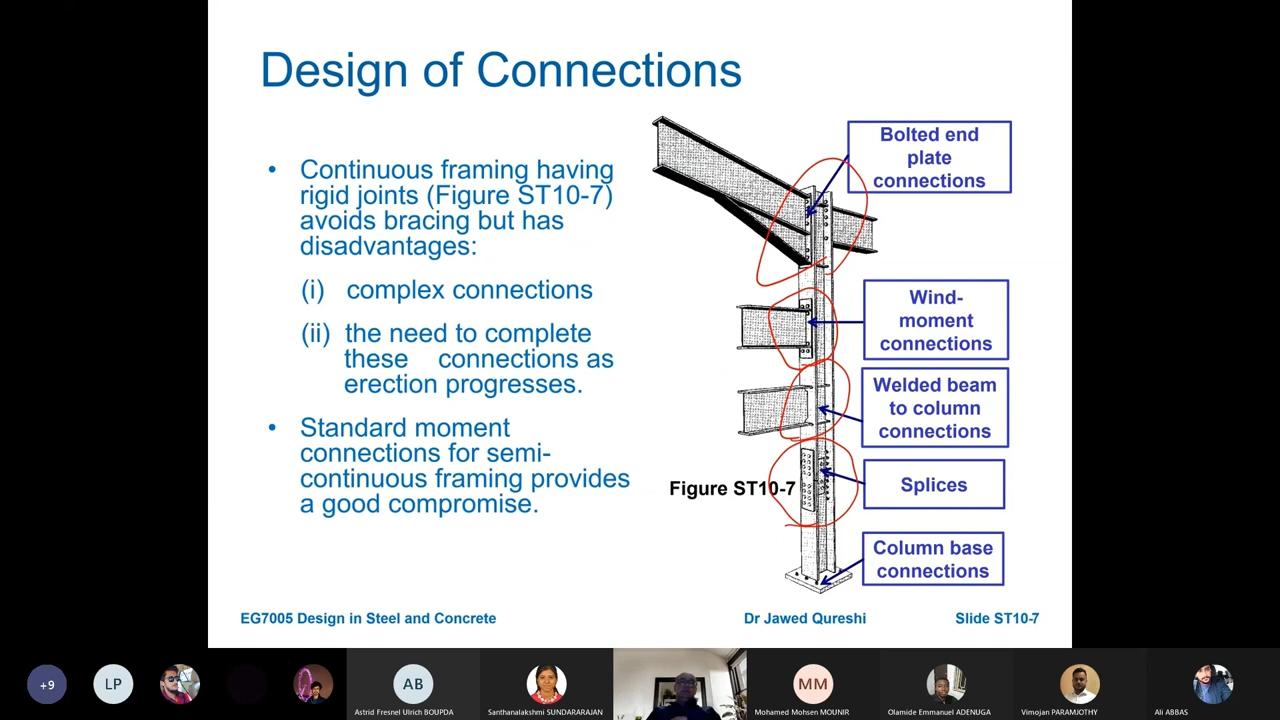 Design of Connections
• Continuous framing having
rigid joints (Figure ST10-7)
avoids bracing but has
disadvantages:
(i) complex connections
(ii) the need to complete
these connections as
erection progresses.
• Standard moment
connections for semi-
continuous framing provides
a good compromise.
Bolted end
plate
connections
Wind-
moment
connections
Welded beam
to column
connections
Splices
Figure ST10-7
Column base
connections
EG7005 Design in Steel and Concrete
Dr Jawed Qureshi
Slide ST10-7
+9
LP
AB
Astrid Fresnel Ulrich BOUPDA
Santhanalakshmi SUNDARARAJAN
MM
Mohamed Mohsen MOUNIR
Olamide Emmanuel ADENUGA
Vimojan PARAMJOTHY
Ali ABBAS